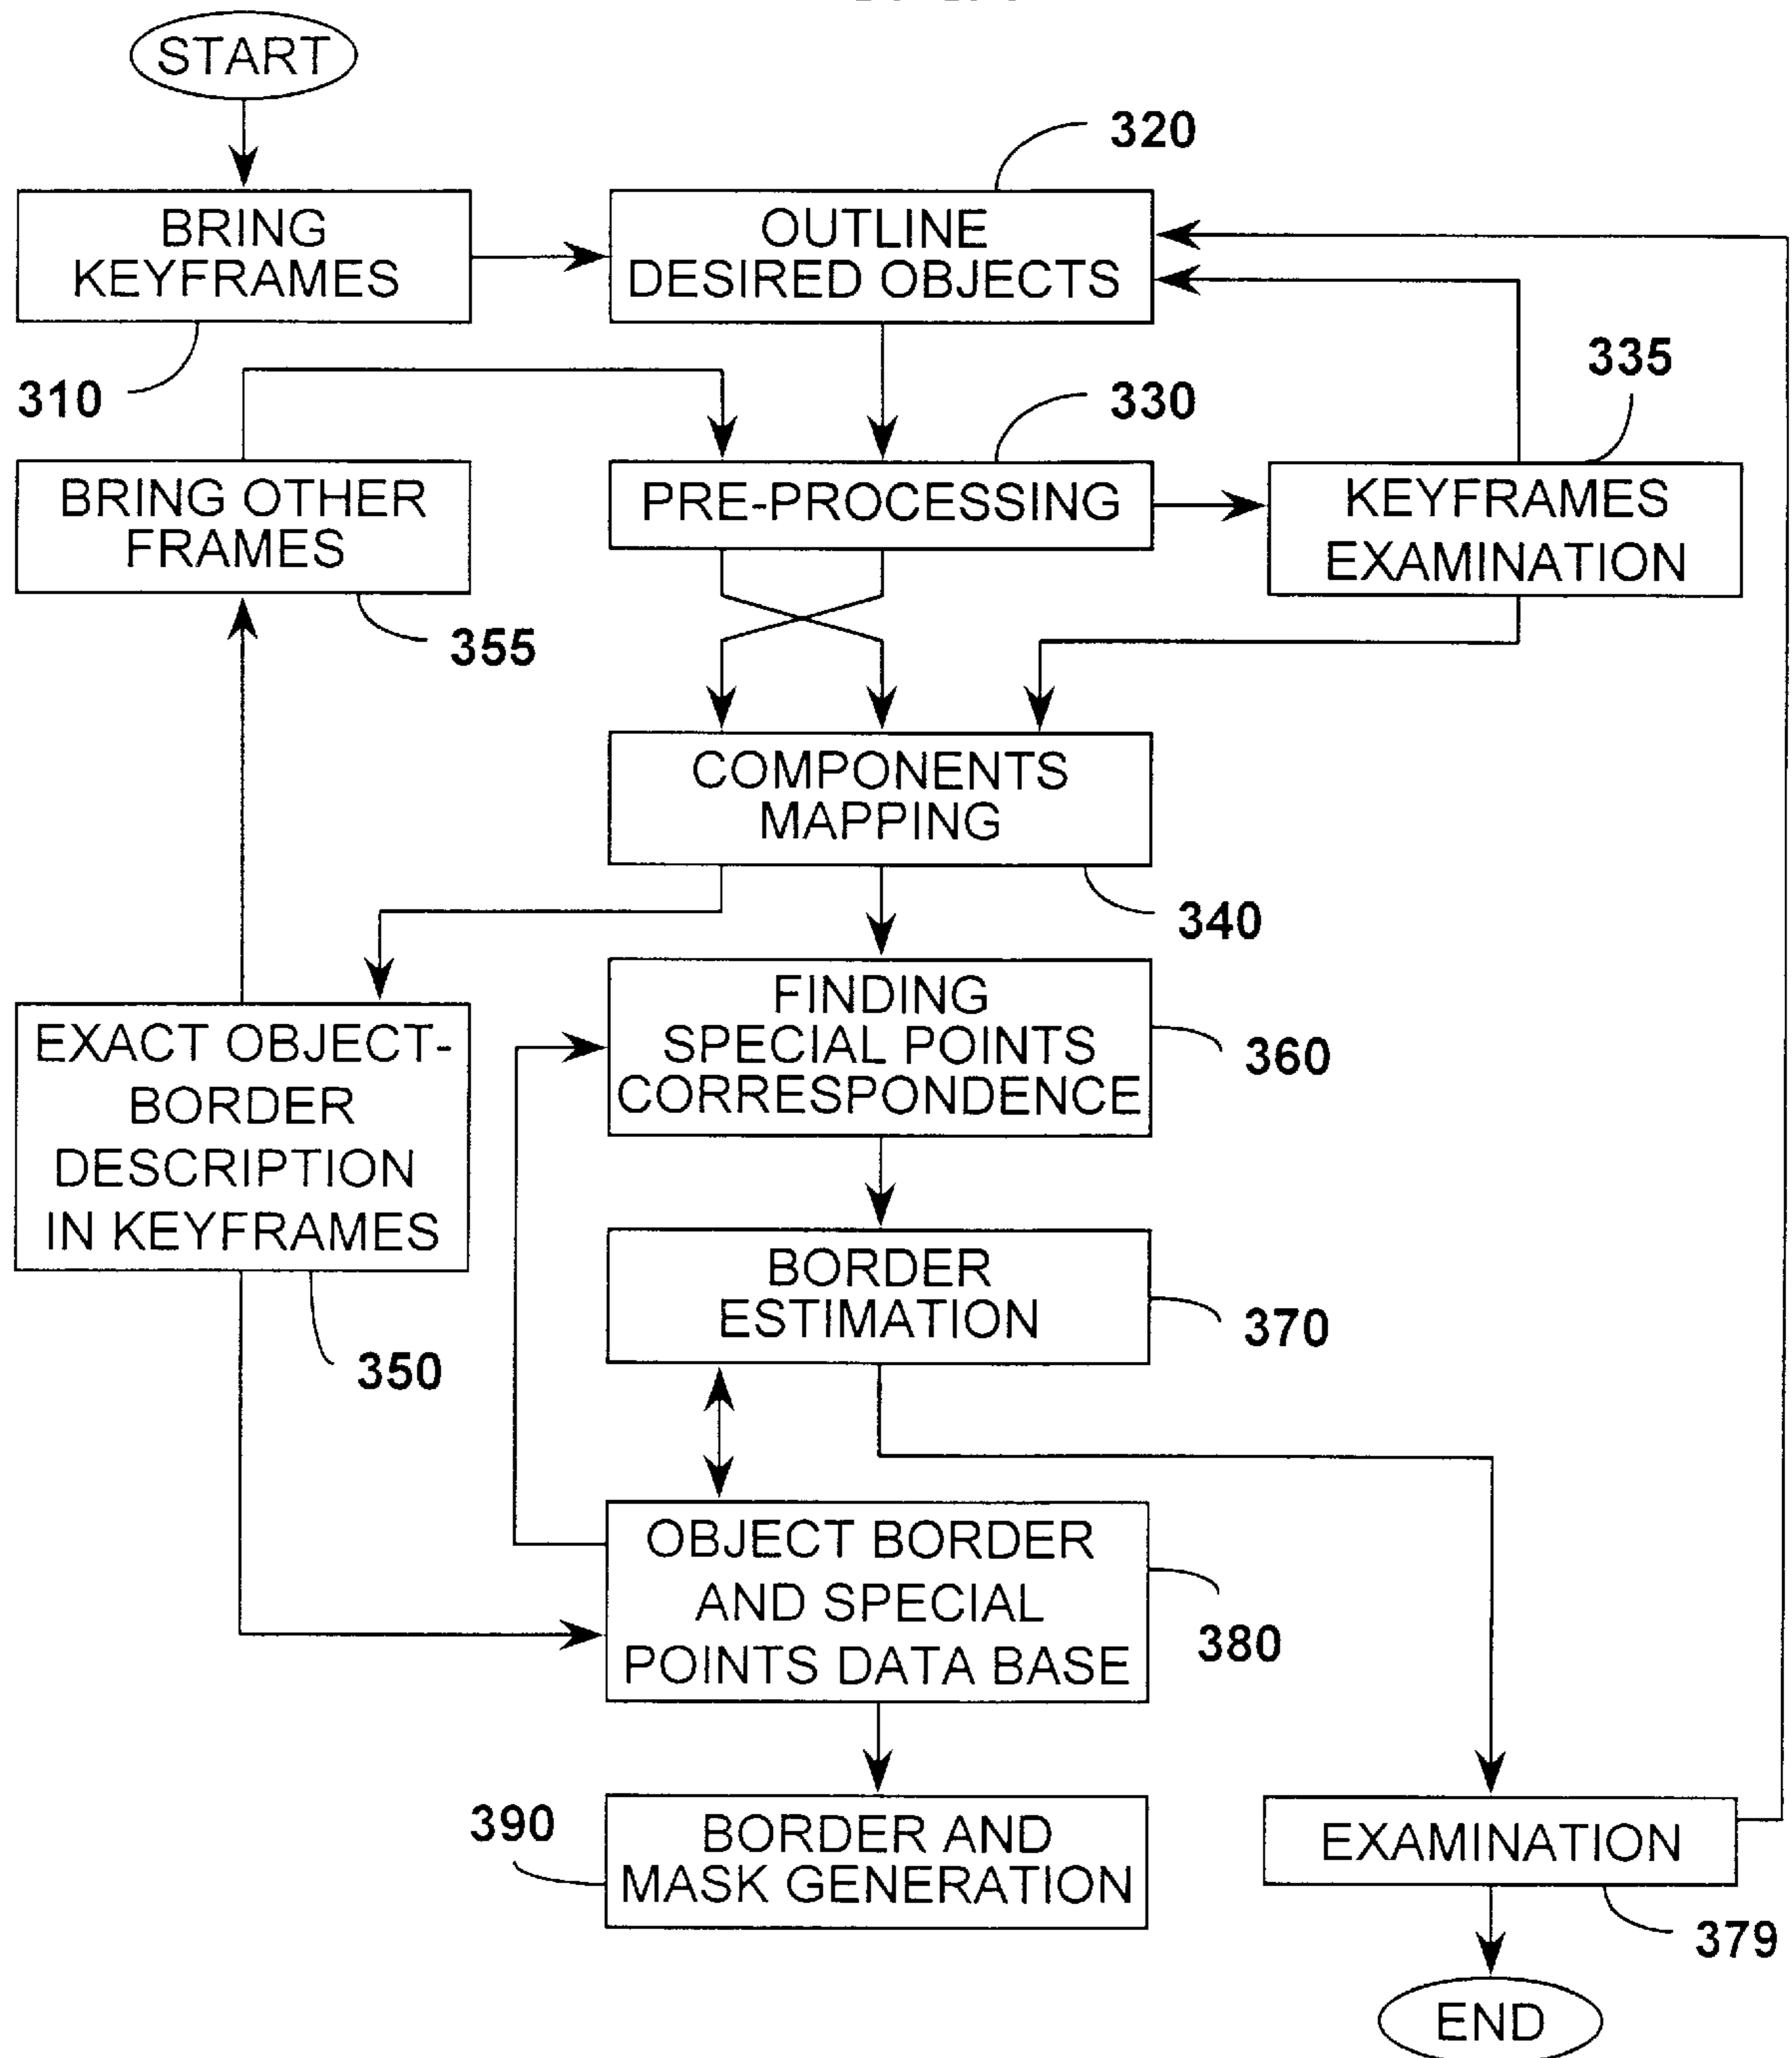 START
320
BRING
KEYFRAMES
OUTLINE
DESIRED OBJECTS
310
335
330
BRING OTHER
FRAMES
PRE-PROCESSING
KEYFRAMES
EXAMINATION
355
COMPONENTS
MAPPING
340
EXACT OBJECT-
BORDER
DESCRIPTION
IN KEYFRAMES
FINDING
SPECIAL POINTS
CORRESPONDENCE
360
BORDER
ESTIMATION
370
350
OBJECT BORDER
AND SPECIAL
POINTS DATA BASE
380
390
BORDER AND
MASK GENERATION
EXAMINATION
379
END